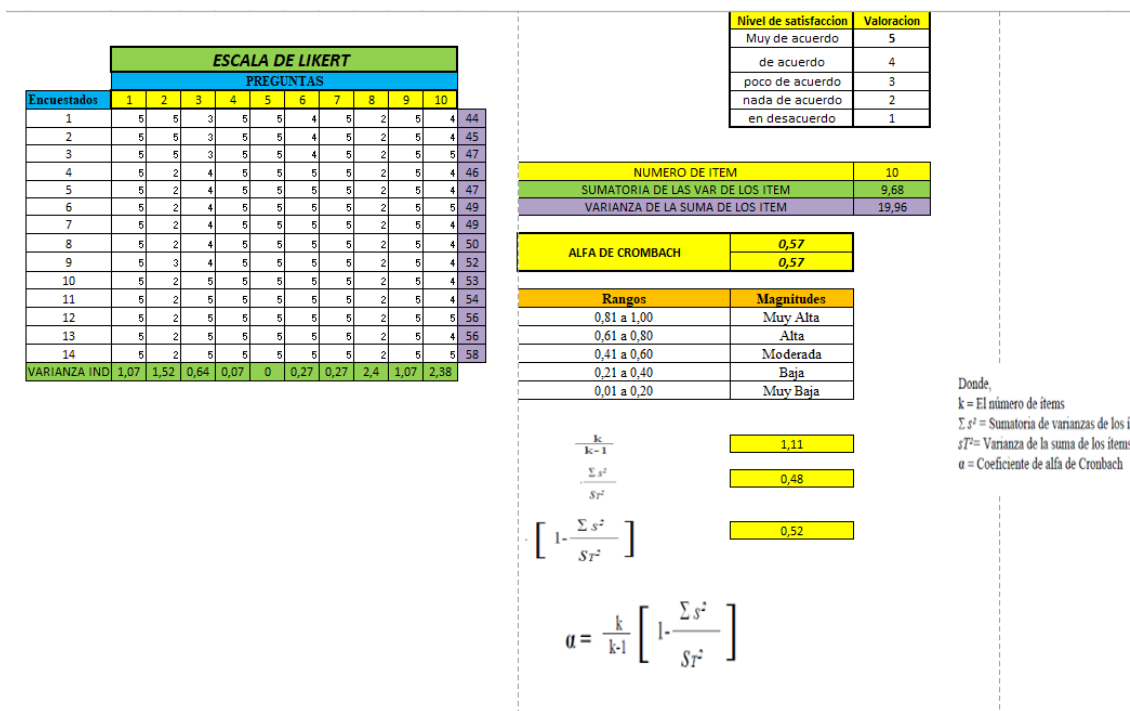 Nivel de satisfaccion Valoracion
Muy de acuerdo 5
de acuerdo 4
poco de acuerdo 3
nada de acuerdo 2
en desacuerdo 1
ESCALA DE LIKERT
PREGUNTAS
Encuestados 1 2 3 4 5 6 7 8 9 10
1 5 5 3 5 5 4 5 2 5 4 44
2 5 5 3 5 5 4 5 2 5 4 45
3 5 5 3 5 5 4 5 2 5 5 47
4 5 2 4 5 5 5 5 2 5 4 46
5 5 2 4 5 5 5 5 2 5 4 47
6 5 2 4 5 5 5 5 2 5 5 49
7 5 2 4 5 5 5 5 2 5 4 49
8 5 2 4 5 5 5 5 2 5 4 50
9 5 3 4 5 5 5 5 2 5 4 52
10 5 2 5 5 5 5 5 2 5 4 53
11 5 2 5 5 5 5 5 2 5 4 54
12 5 2 5 5 5 5 5 2 5 5 56
13 5 2 5 5 5 5 5 2 5 4 56
14 5 2 5 5 5 5 5 2 5 5 58
VARIANZA IND 1,07 1,52 0,64 0,07 0 0,27 0,27 2,4 1,07 2,38
NUMERO DE ITEM 10
SUMATORIA DE LAS VAR DE LOS ITEM 9,68
VARIANZA DE LA SUMA DE LOS ITEM 19,96
ALFA DE CROMBACH 0,57
0,57
Rangos Magnitudes
0,81 a 1,00 Muy Alta
0,61 a 0,80 Alta
0,41 a 0,60 Moderada
0,21 a 0,40 Baja
0,01 a 0,20 Muy Baja
k
k-1
1,11
Σ s²
ST²
0,48
[ 1- Σ s² / ST² ]
0,52
α = k / k-1 [ 1- Σ s² / ST² ]
Donde,
k = El número de ítems
Σ s² = Sumatoria de varianzas de los í
sT²= Varianza de la suma de los ítems
α = Coeficiente de alfa de Cronbach